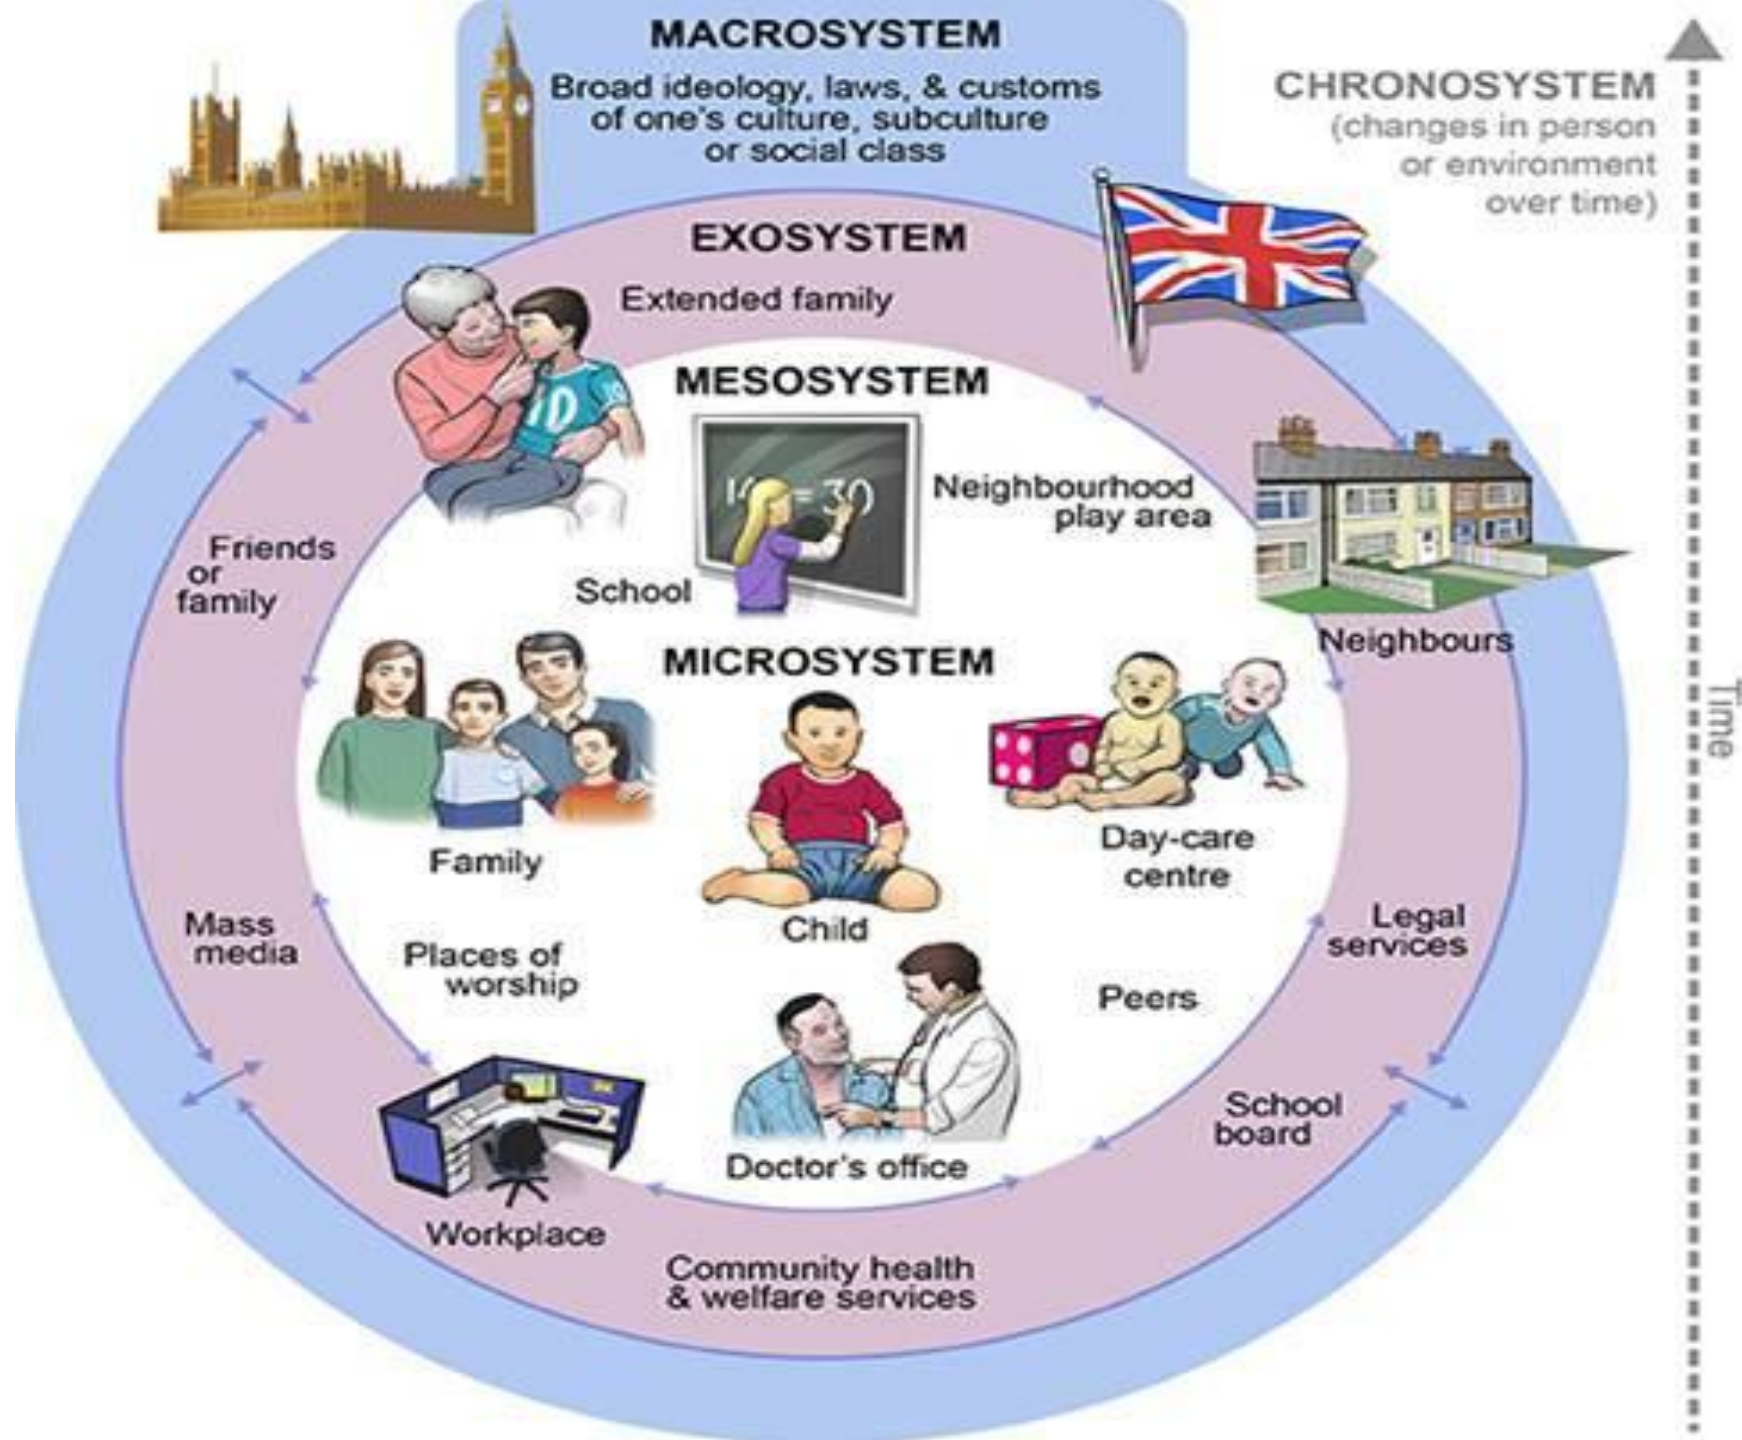 MACROSYSTEM
Broad ideology, laws, & customs
of one's culture, subculture
or social class
CHRONOSYSTEM
(changes in person
or environment
over time)
EXOSYSTEM
Extended family
MESOSYSTEM
Neighbourhood
play area
School
Friends
or
family
Neighbours
MICROSYSTEM
Time
Family
Day-care
centre
Child
Mass
media
Places of
worship
Legal
services
Peers
School
board
Doctor's office
Workplace
Community health
& welfare services